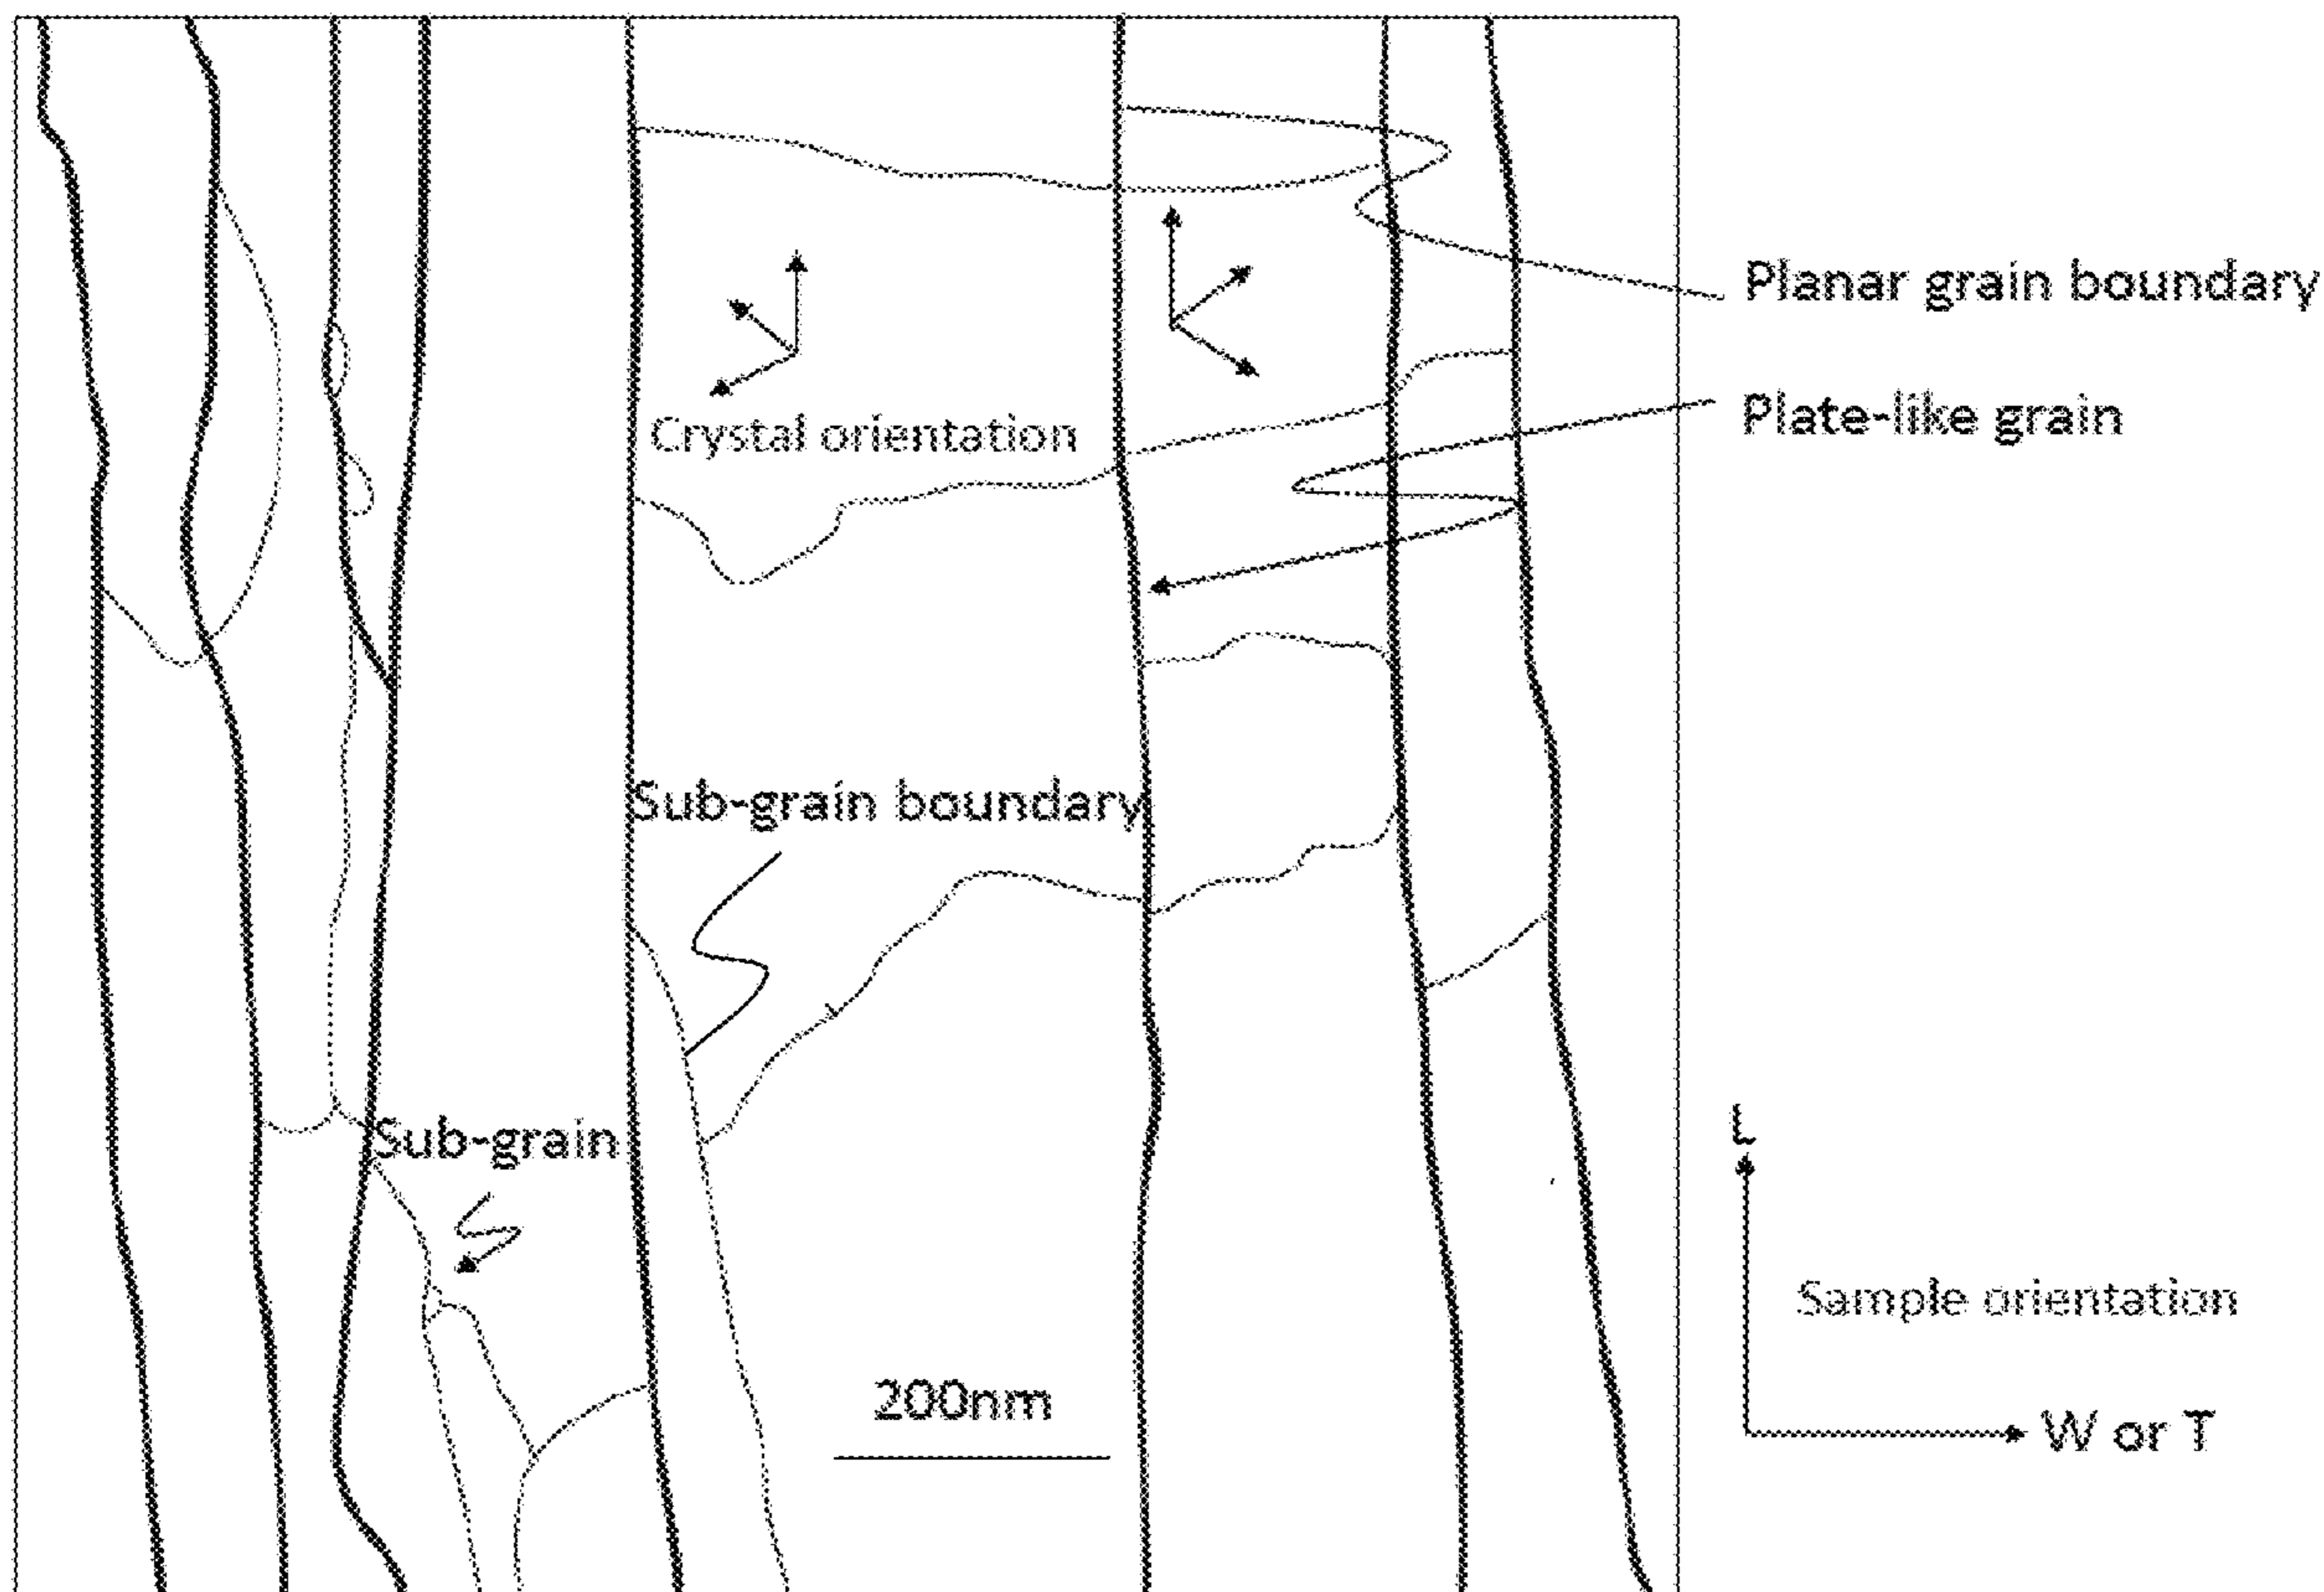 Planar grain boundary
Plate-like grain
Crystal orientation
Sub-grain boundary
Sub-grain
L
Sample orientation
200nm
W or T